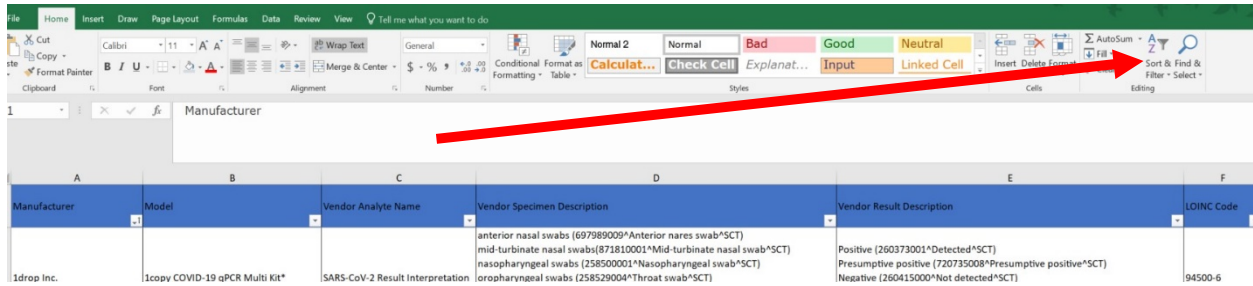 File Home Insert Draw Page Layout Formulas Data Review View Tell me what you want to do
Cut
Copy
Format Painter
Clipboard
Calibri 11 A A
B I U A
Font
Wrap Text
Merge & Center
Alignment
General
$ % ,
Number
Conditional Formatting
Format as Table
Normal 2 Normal Bad Good Neutral
Calculat... Check Cell Explanat... Input Linked Cell
Styles
Insert Delete Format
Cells
AutoSum
Fill
Sort & Filter
Find & Select
Editing
1 fx Manufacturer
A B C D E F
Manufacturer Model Vendor Analyte Name Vendor Specimen Description Vendor Result Description LOINC Code
anterior nasal swabs (697989009^Anterior nares swab^SCT)
mid-turbinate nasal swabs(871810001^Mid-turbinate nasal swab^SCT) Positive (260373001^Detected^SCT)
nasopharyngeal swabs (258500001^Nasopharyngeal swab^SCT) Presumptive positive (720735008^Presumptive positive^SCT)
1drop Inc. 1copy COVID-19 qPCR Multi Kit* SARS-CoV-2 Result Interpretation oropharyngeal swabs (258529004^Throat swab^SCT) Negative (260415000^Not detected^SCT) 94500-6